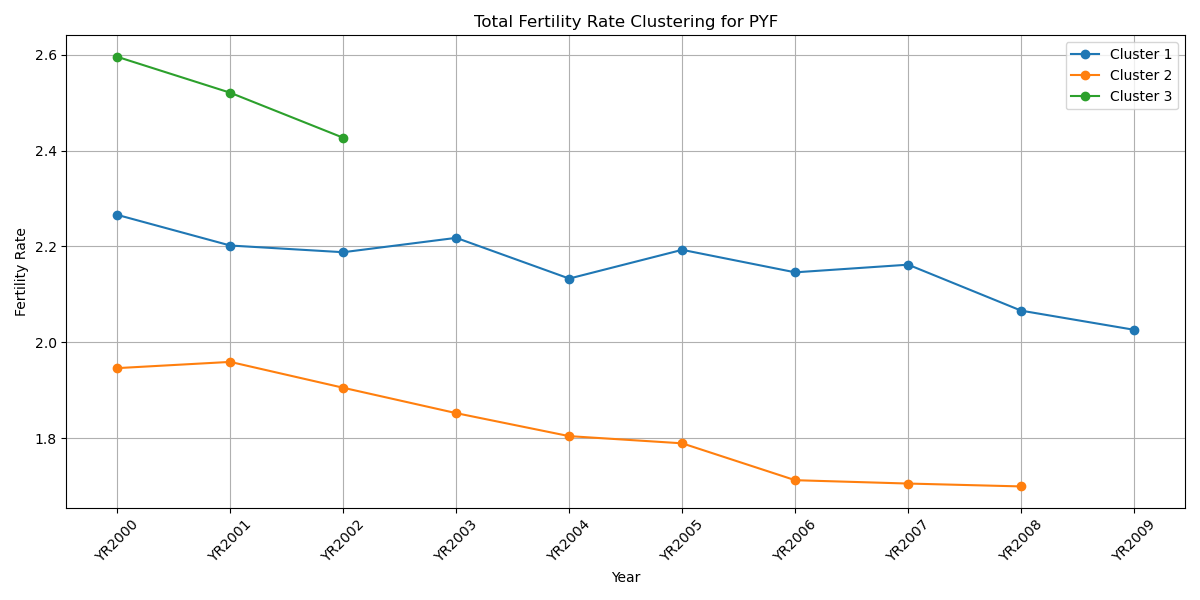 Total Fertility Rate Clustering for PYF
Cluster 1
Cluster 2
Cluster 3
Fertility Rate
2.6
2.4
2.2
2.0
1.8
YR2000
YR2001
YR2002
YR2003
YR2004
YR2005
YR2006
YR2007
YR2008
YR2009
Year